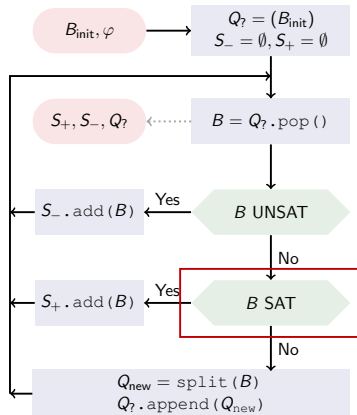 B_init, φ
Q_? = (B_init)
S_− = ∅, S_+ = ∅
S_+, S_−, Q_?
B = Q_?.pop()
S_−.add(B)
Yes
B UNSAT
No
S_+.add(B)
Yes
B SAT
No
Q_new = split(B)
Q_?.append(Q_new)